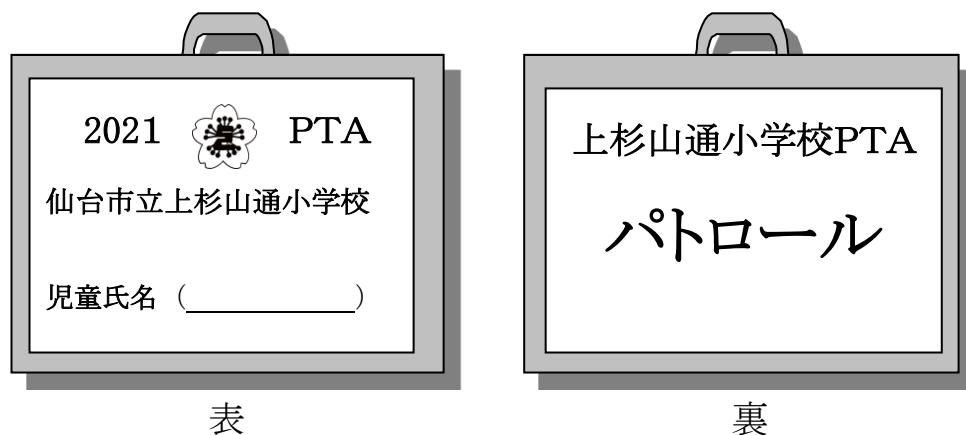 2021 PTA
仙台市立上杉山通小学校
児童氏名（＿＿＿＿＿＿）
表
上杉山通小学校PTA
パトロール
裏